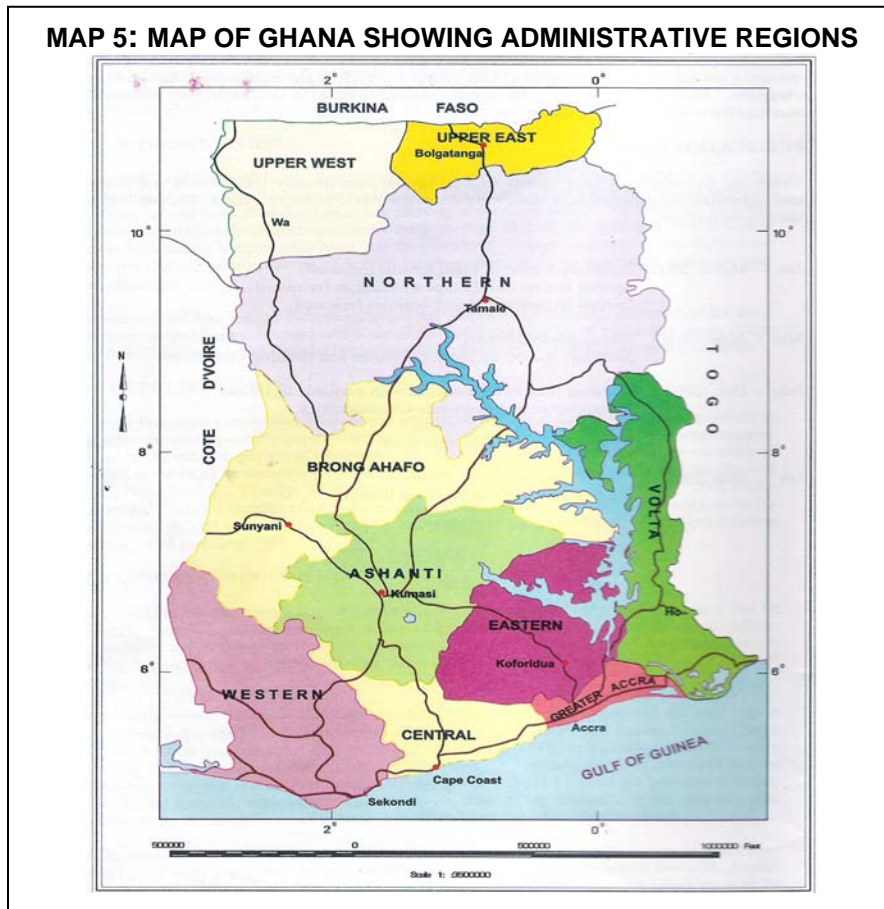 MAP 5: MAP OF GHANA SHOWING ADMINISTRATIVE REGIONS
2°
0°
BURKINA FASO
UPPER EAST
Bolgatanga
UPPER WEST
Wa
10°
10°
NORTHERN
Tamale
COTE D'VOIRE
TOGO
N
8°
8°
BRONG AHAFO
VOLTA
Sunyani
ASHANTI
Kumasi
EASTERN
Ho
Koforidua
6°
6°
WESTERN
GREATER ACCRA
CENTRAL
Accra
GULF OF GUINEA
Cape Coast
Sekondi
2°
0°
500000 0 500000 1000000 Feet
Scale 1: :3500000